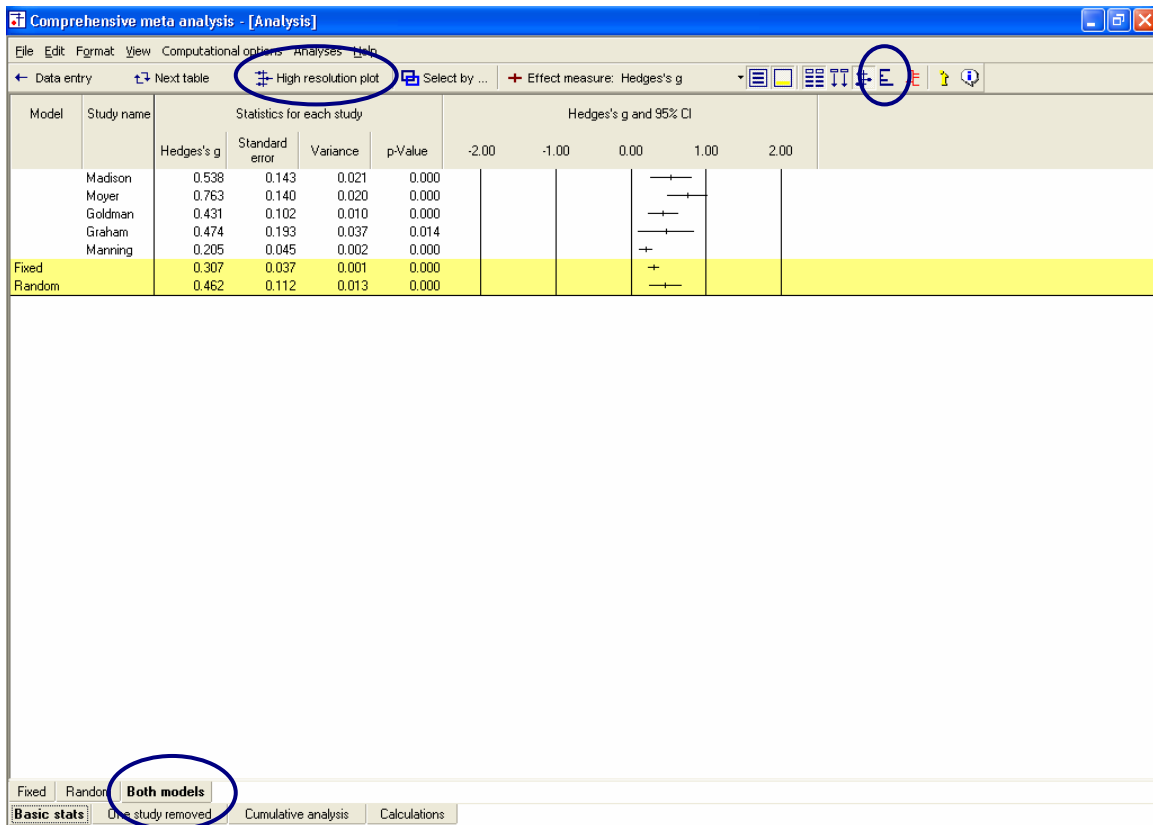 Comprehensive meta analysis - [Analysis]
File Edit Format View Computational options Analyses Help
Data entry Next table High resolution plot Select by ... Effect measure: Hedges's g
Model Study name Statistics for each study Hedges's g and 95% CI
Hedges's g Standard error Variance p-Value -2.00 -1.00 0.00 1.00 2.00
Madison 0.538 0.143 0.021 0.000
Moyer 0.763 0.140 0.020 0.000
Goldman 0.431 0.102 0.010 0.000
Graham 0.474 0.193 0.037 0.014
Manning 0.205 0.045 0.002 0.000
Fixed 0.307 0.037 0.001 0.000
Random 0.462 0.112 0.013 0.000
Fixed Random Both models
Basic stats One study removed Cumulative analysis Calculations